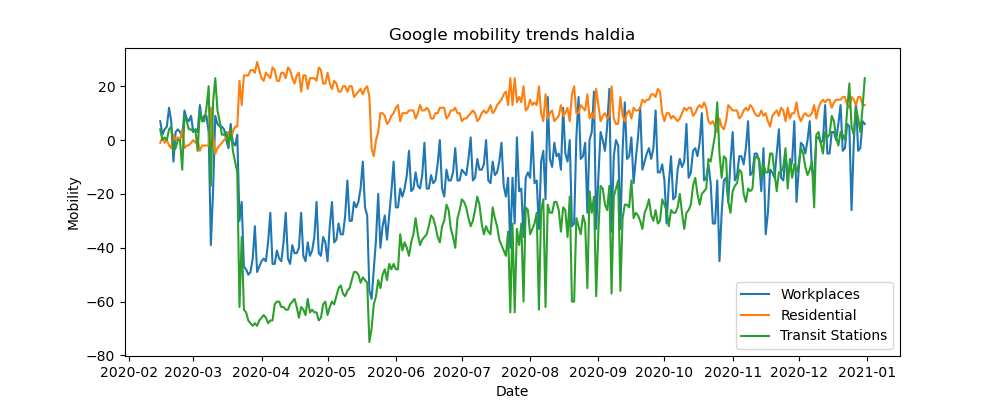 Google mobility trends haldia
Mobility
20
0
−20
−40
−60
−80
2020-02 2020-03 2020-04 2020-05 2020-06 2020-07 2020-08 2020-09 2020-10 2020-11 2020-12 2021-01
Date
Workplaces
Residential
Transit Stations